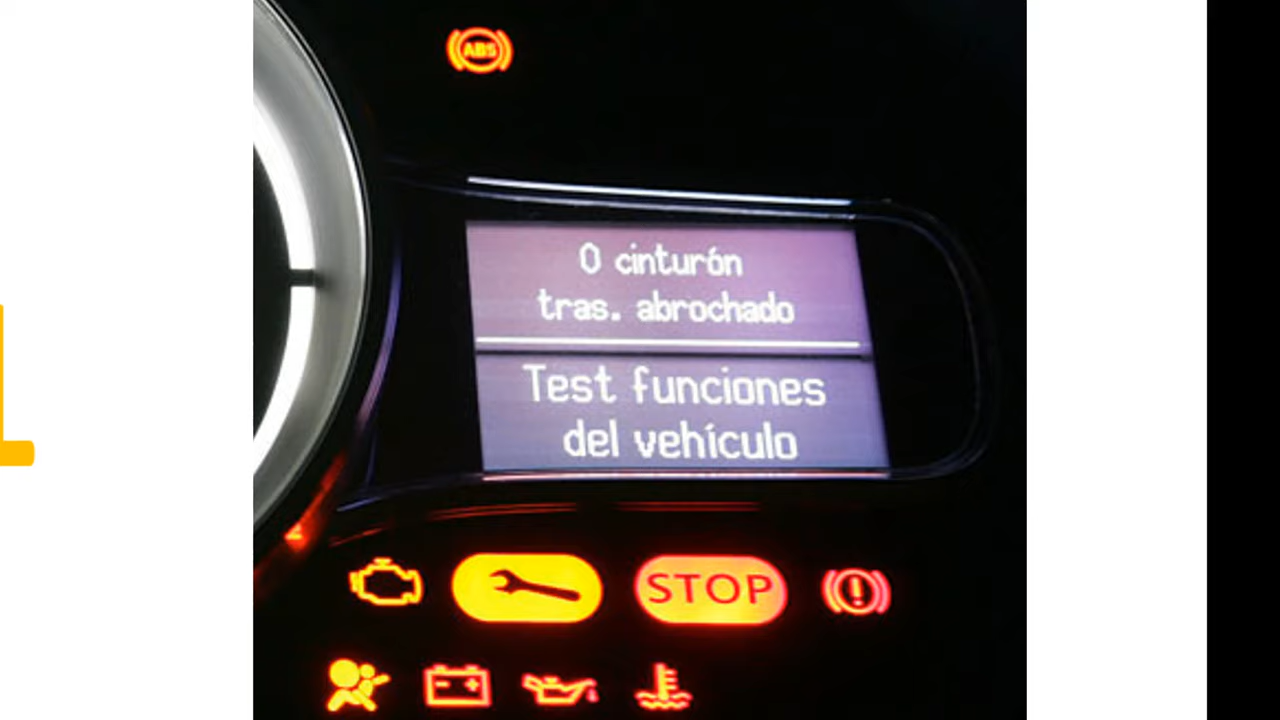 ABS
0 cinturón
tras. abrochado
Test funciones
del vehículo
STOP